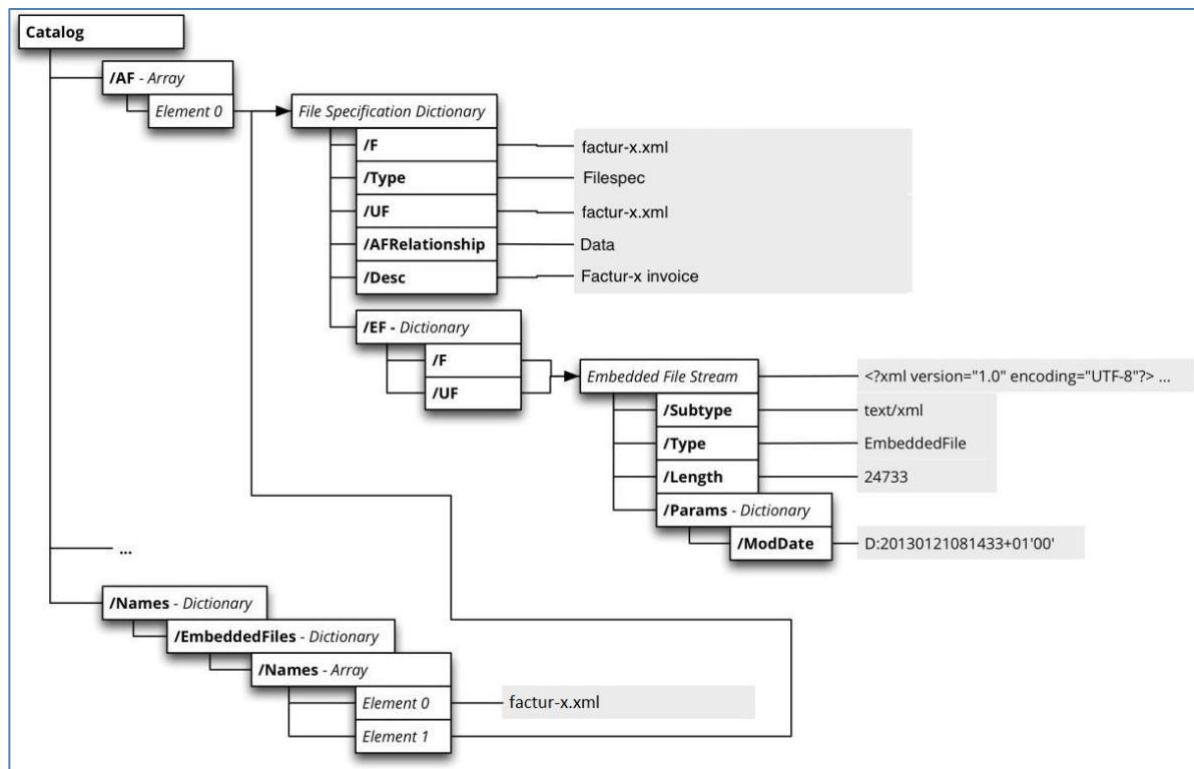 Catalog
/AF - Array
Element 0
File Specification Dictionary
/F
factur-x.xml
/Type
Filespec
/UF
factur-x.xml
/AFRelationship
Data
/Desc
Factur-x invoice
/EF - Dictionary
/F
/UF
Embedded File Stream
<?xml version="1.0" encoding="UTF-8"?> ...
/Subtype
text/xml
/Type
EmbeddedFile
/Length
24733
/Params - Dictionary
/ModDate
D:20130121081433+01'00'
...
/Names - Dictionary
/EmbeddedFiles - Dictionary
/Names - Array
Element 0
factur-x.xml
Element 1